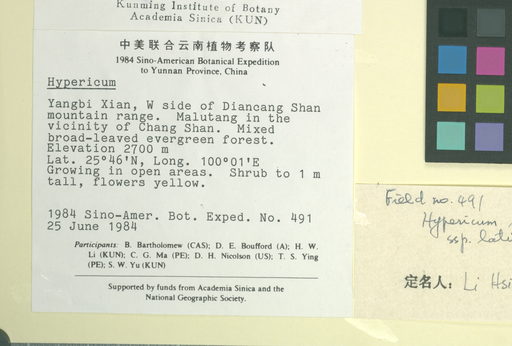 Kunming Institute of Botany
Academia Sinica (KUN)
中美联合云南植物考察队
1984 Sino-American Botanical Expedition
to Yunnan Province, China
Hypericum
Yangbi Xian, W side of Diancang Shan
mountain range. Malutang in the
vicinity of Chang Shan. Mixed
broad-leaved evergreen forest.
Elevation 2700 m
Lat. 25°46'N, Long. 100°01'E
Growing in open areas. Shrub to 1 m
tall, flowers yellow.
1984 Sino-Amer. Bot. Exped. No. 491
25 June 1984
Participants: B. Bartholomew (CAS); D. E. Boufford (A); H. W.
Li (KUN); C. G. Ma (PE); D. H. Nicolson (US); T. S. Ying
(PE); S. W. Yu (KUN)
Supported by funds from Academia Sinica and the
National Geographic Society.
Field no. 491
Hypericum
ssp. lati
定名人: Li Hsi